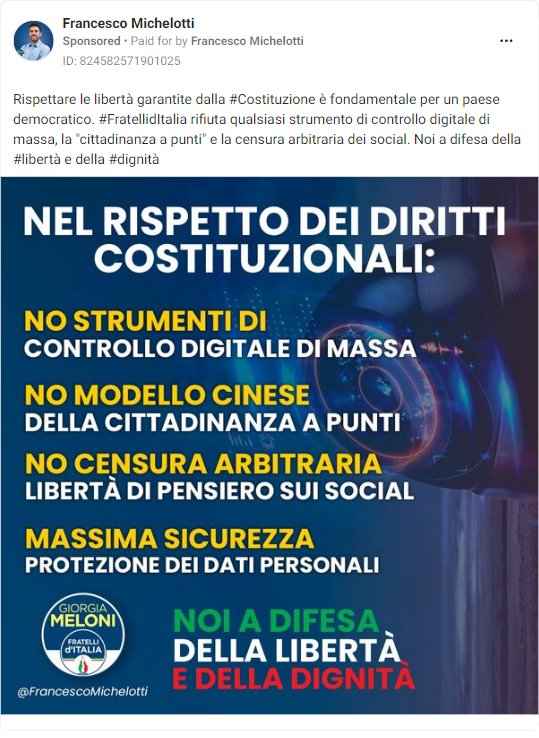 Francesco Michelotti
Sponsored • Paid for by Francesco Michelotti
ID: 824582571901025
Rispettare le libertà garantite dalla #Costituzione è fondamentale per un paese
democratico. #FratellidItalia rifiuta qualsiasi strumento di controllo digitale di
massa, la "cittadinanza a punti" e la censura arbitraria dei social. Noi a difesa della
#libertà e della #dignità
NEL RISPETTO DEI DIRITTI
COSTITUZIONALI:
NO STRUMENTI DI
CONTROLLO DIGITALE DI MASSA
NO MODELLO CINESE
DELLA CITTADINANZA A PUNTI
NO CENSURA ARBITRARIA
LIBERTÀ DI PENSIERO SUI SOCIAL
MASSIMA SICUREZZA
PROTEZIONE DEI DATI PERSONALI
GIORGIA
MELONI
FRATELLI
d'ITALIA
@FrancescoMichelotti
NOI A DIFESA
DELLA LIBERTÀ
E DELLA DIGNITÀ